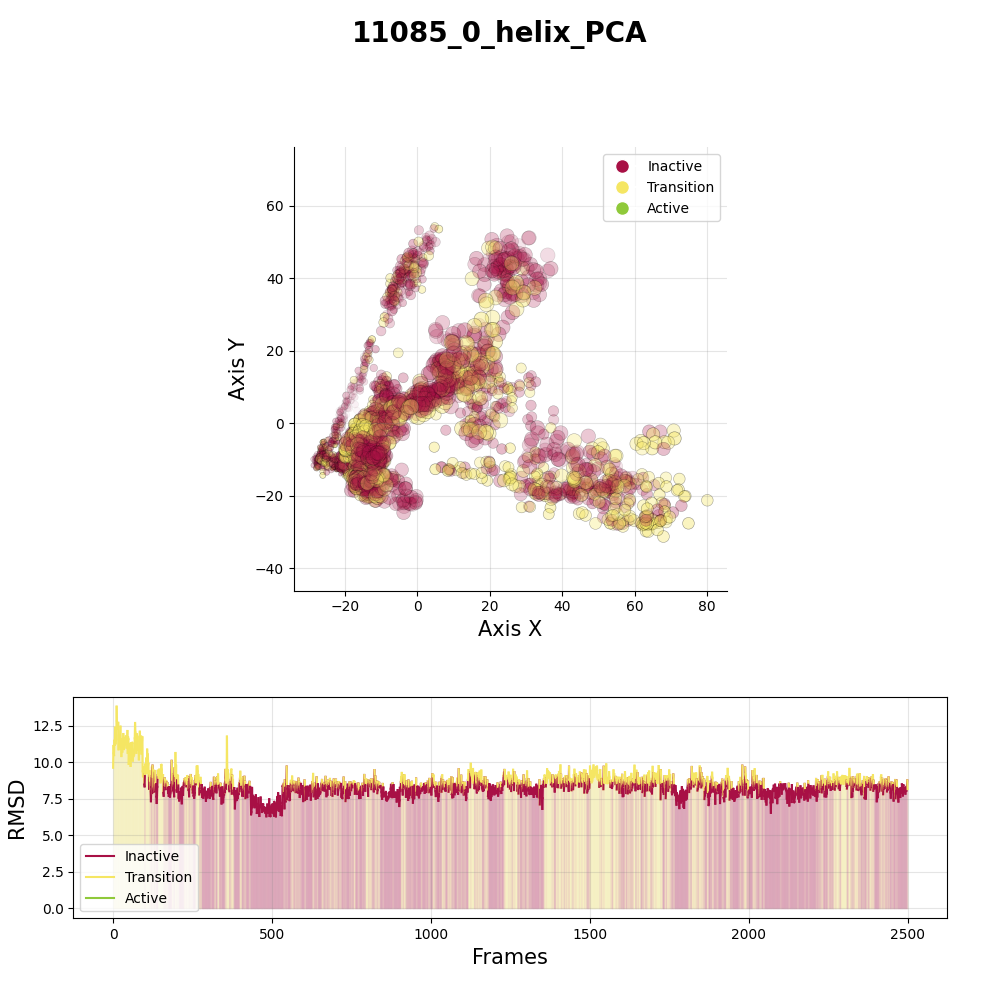 11085_0_helix_PCA
Inactive
Transition
Active
60
40
20
0
−20
−40
Axis Y
−20
0
20
40
60
80
Axis X
12.5
10.0
7.5
5.0
2.5
0.0
RMSD
Inactive
Transition
Active
0
500
1000
1500
2000
2500
Frames